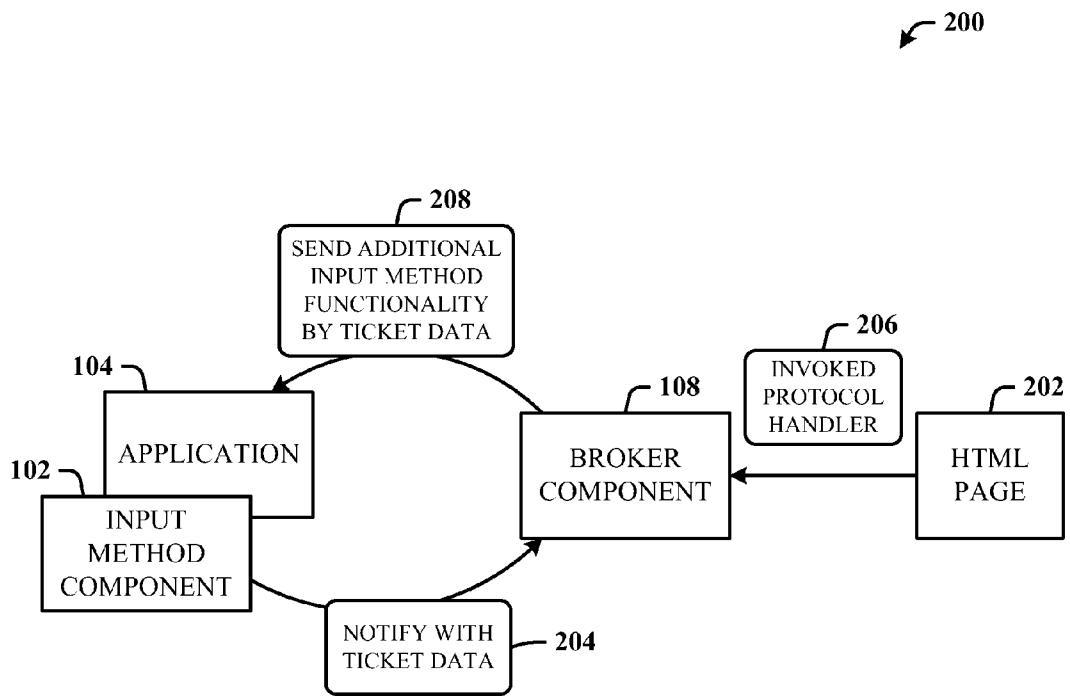 200
208
SEND ADDITIONAL
INPUT METHOD
FUNCTIONALITY
BY TICKET DATA
206
INVOKED
PROTOCOL
HANDLER
104
APPLICATION
108
BROKER
COMPONENT
202
HTML
PAGE
102
INPUT
METHOD
COMPONENT
NOTIFY WITH
TICKET DATA
204